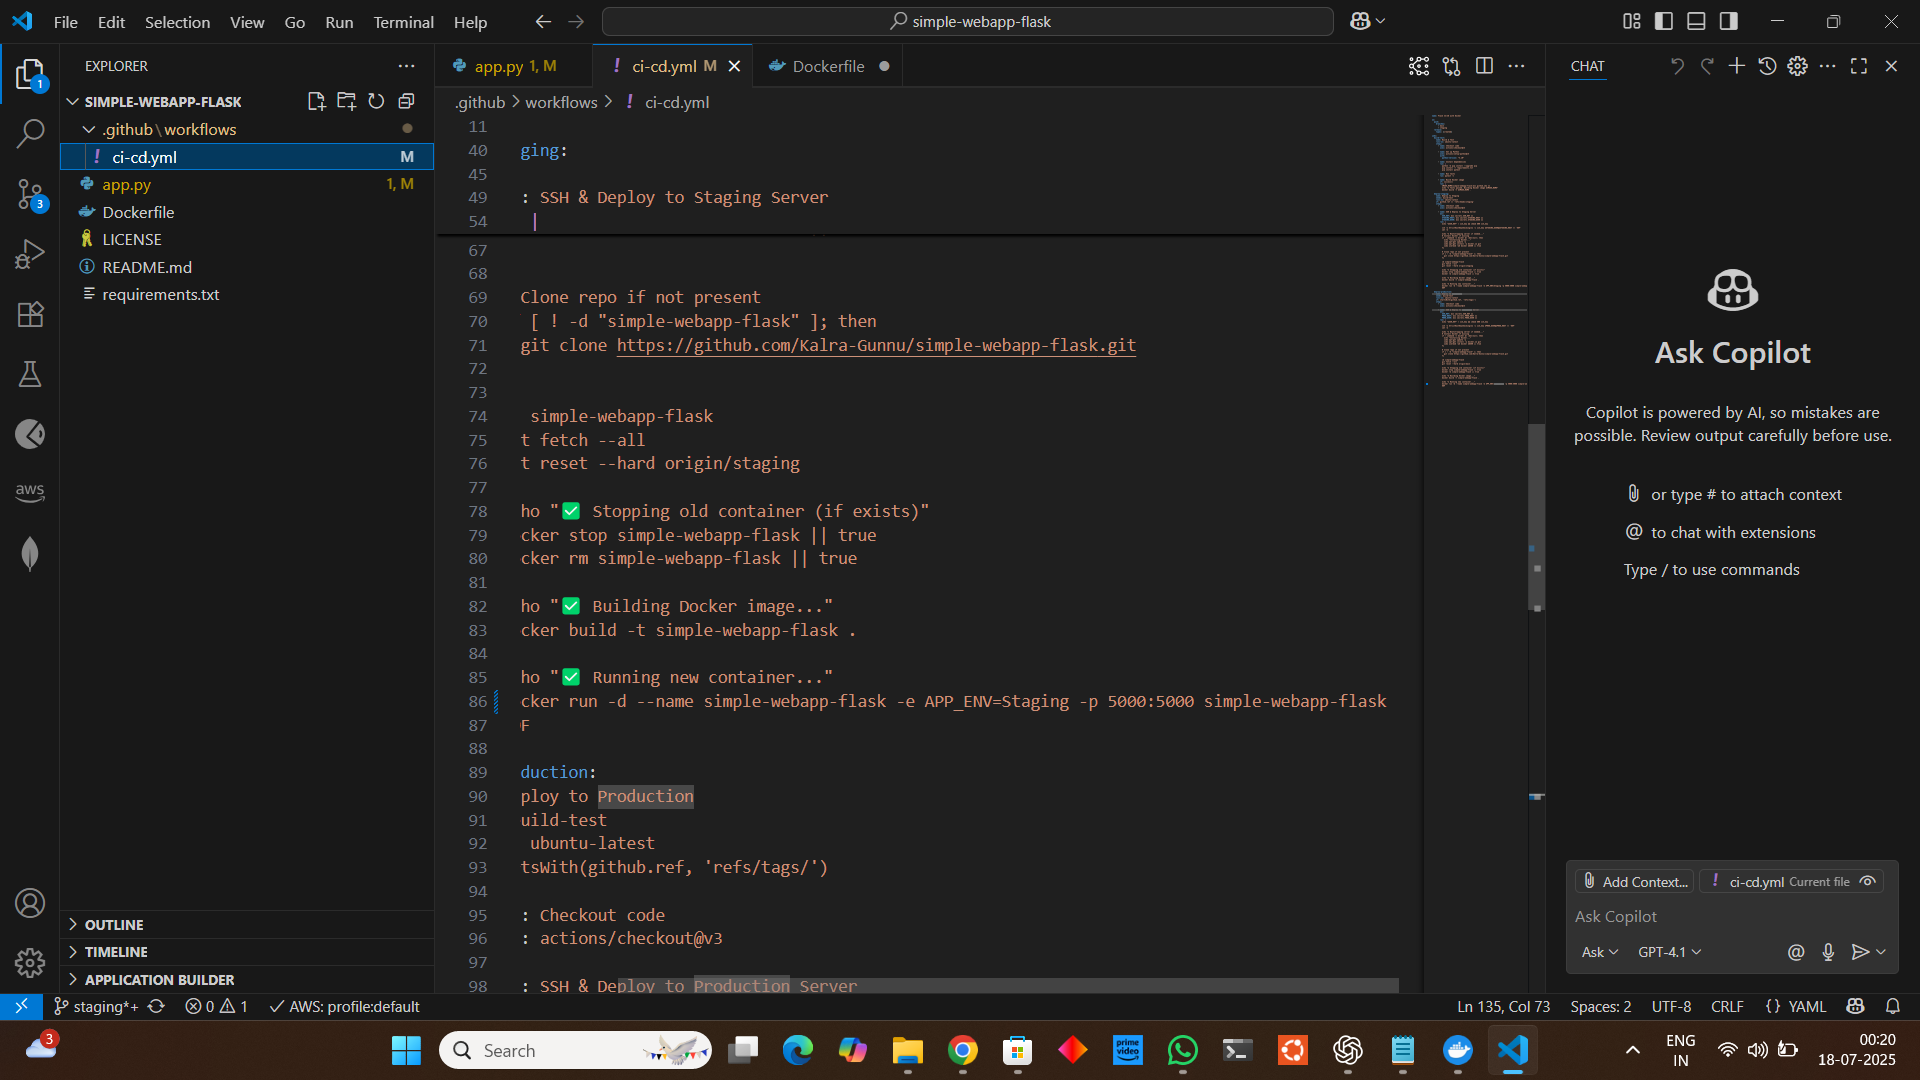 File Edit Selection View Go Run Terminal Help
simple-webapp-flask
EXPLORER
SIMPLE-WEBAPP-FLASK
.github\workflows
! ci-cd.yml M
app.py 1, M
Dockerfile
LICENSE
README.md
requirements.txt
OUTLINE
TIMELINE
APPLICATION BUILDER
1
3
aws
app.py 1, M
! ci-cd.yml M
Dockerfile
.github > workflows > ! ci-cd.yml
11
40 ging:
45
49 : SSH & Deploy to Staging Server
54 |
67
68
69 Clone repo if not present
70 [ ! -d "simple-webapp-flask" ]; then
71 git clone https://github.com/Kalra-Gunnu/simple-webapp-flask.git
72
73
74 simple-webapp-flask
75 t fetch --all
76 t reset --hard origin/staging
77
78 ho "✅ Stopping old container (if exists)"
79 cker stop simple-webapp-flask || true
80 cker rm simple-webapp-flask || true
81
82 ho "✅ Building Docker image..."
83 cker build -t simple-webapp-flask .
84
85 ho "✅ Running new container..."
86 cker run -d --name simple-webapp-flask -e APP_ENV=Staging -p 5000:5000 simple-webapp-flask
87 F
88
89 duction:
90 ploy to Production
91 uild-test
92 ubuntu-latest
93 tsWith(github.ref, 'refs/tags/')
94
95 : Checkout code
96 : actions/checkout@v3
97
98 : SSH & Deploy to Production Server
CHAT
Ask Copilot
Copilot is powered by AI, so mistakes are
possible. Review output carefully before use.
or type # to attach context
@ to chat with extensions
Type / to use commands
Add Context... ! ci-cd.yml Current file
Ask Copilot
Ask GPT-4.1
staging*+ 0 1 AWS: profile:default
Ln 135, Col 73 Spaces: 2 UTF-8 CRLF {} YAML
3
Search
prime video
ENG
IN
00:20
18-07-2025